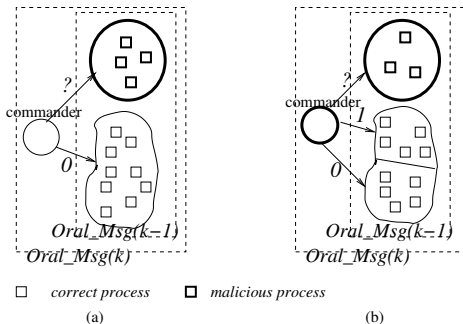 ?
commander
0
Oral_Msg(k−1)
Oral_Msg(k)
?
commander
1
0
Oral_Msg(k−1)
Oral_Msg(k)
correct process
malicious process
(a)
(b)